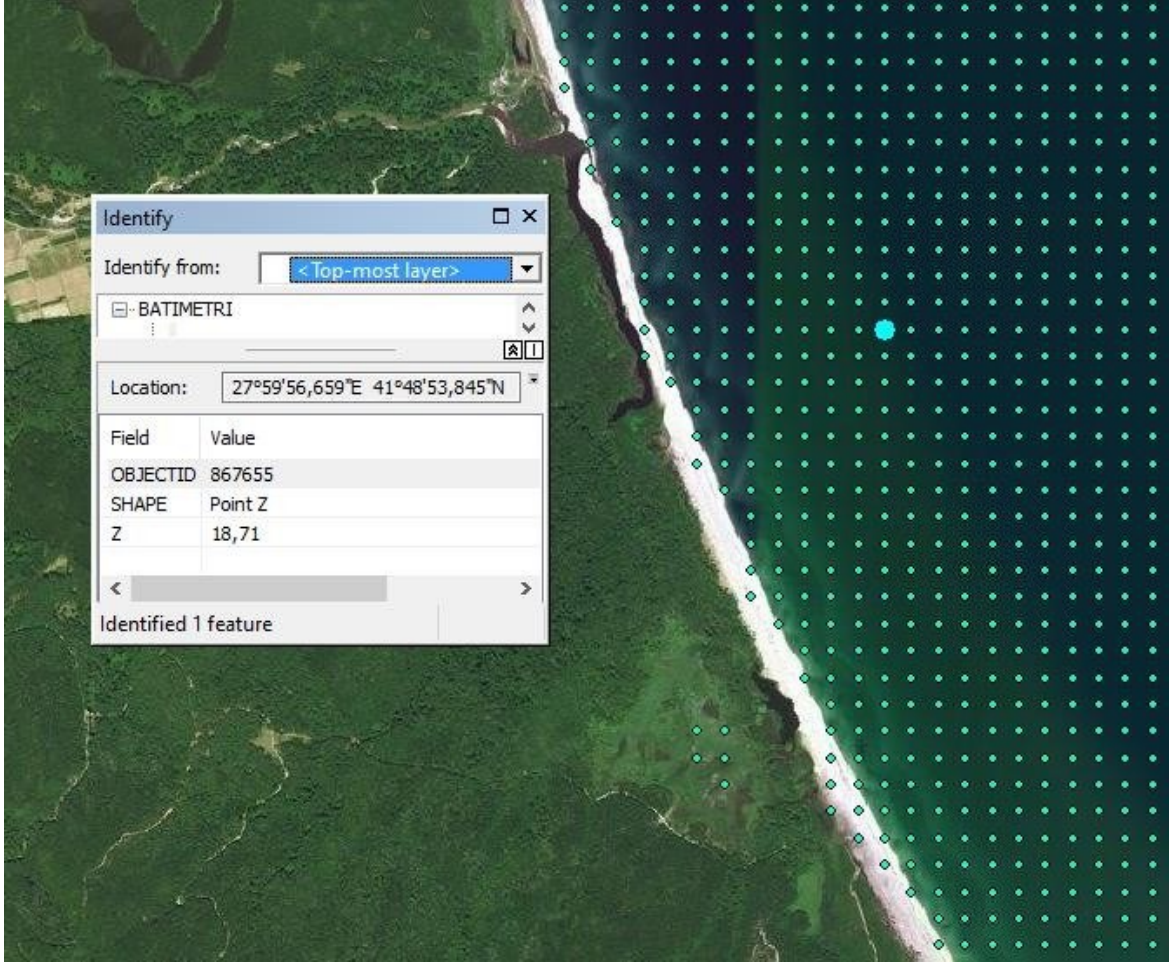 Identify
Identify from: <Top-most layer>
BATIMETRI
Location: 27°59'56,659"E 41°48'53,845"N
Field Value
OBJECTID 867655
SHAPE Point Z
Z 18,71
Identified 1 feature